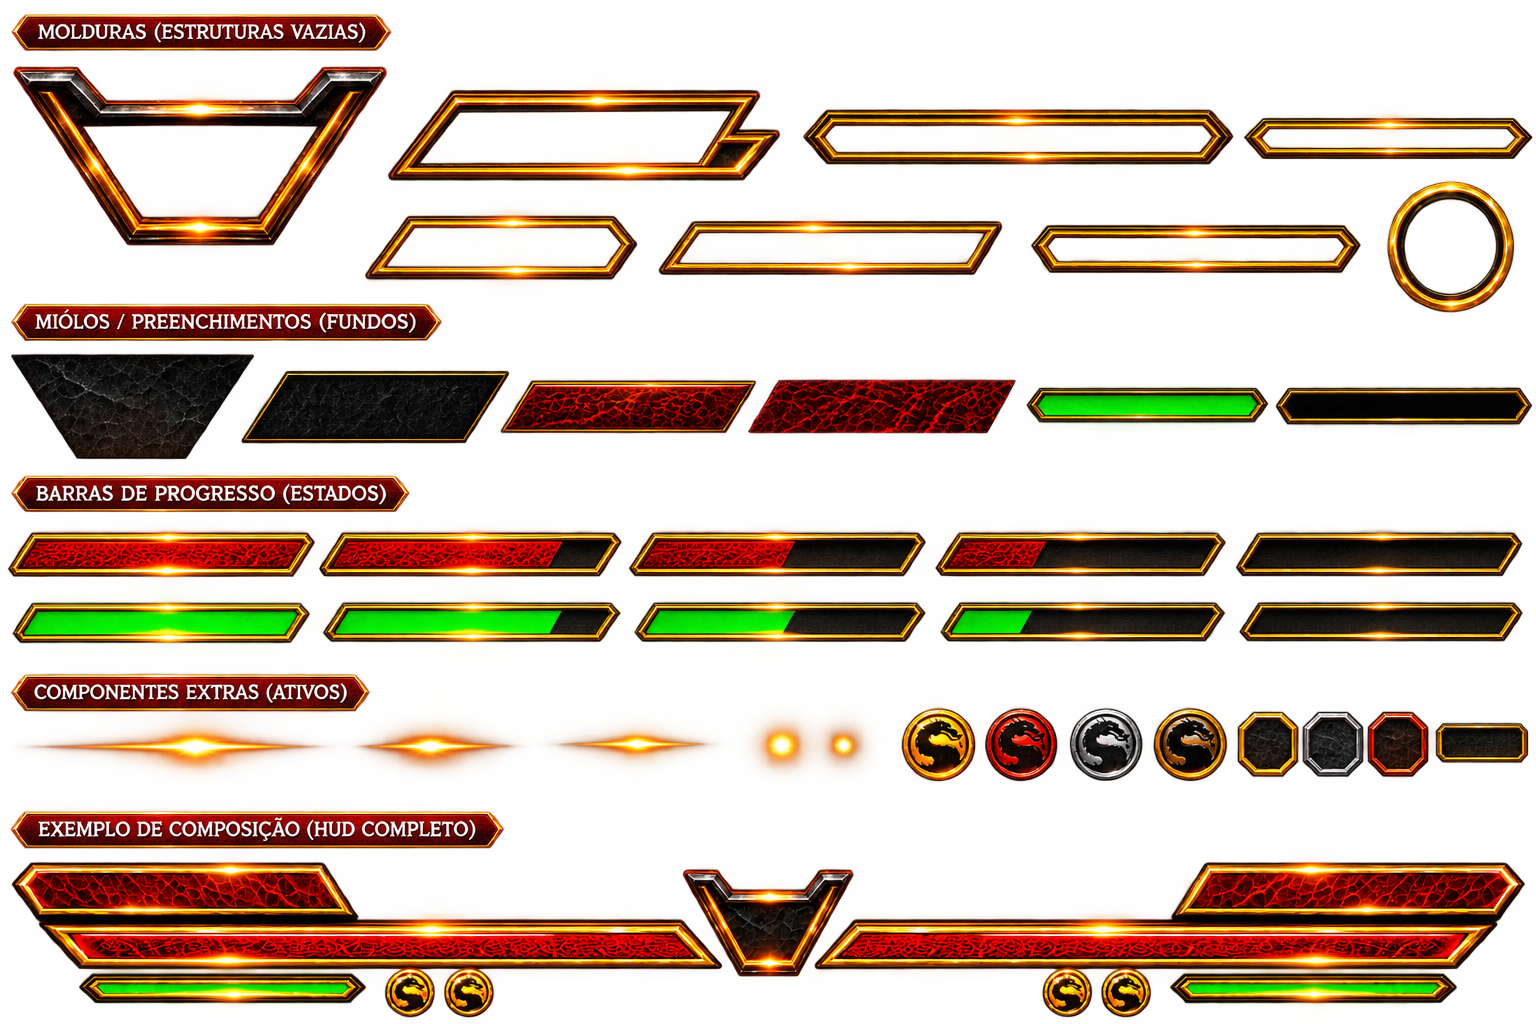 MOLDURAS (ESTRUTURAS VAZIAS)
MIÓLOS / PREENCHIMENTOS (FUNDOS)
BARRAS DE PROGRESSO (ESTADOS)
COMPONENTES EXTRAS (ATIVOS)
EXEMPLO DE COMPOSIÇÃO (HUD COMPLETO)